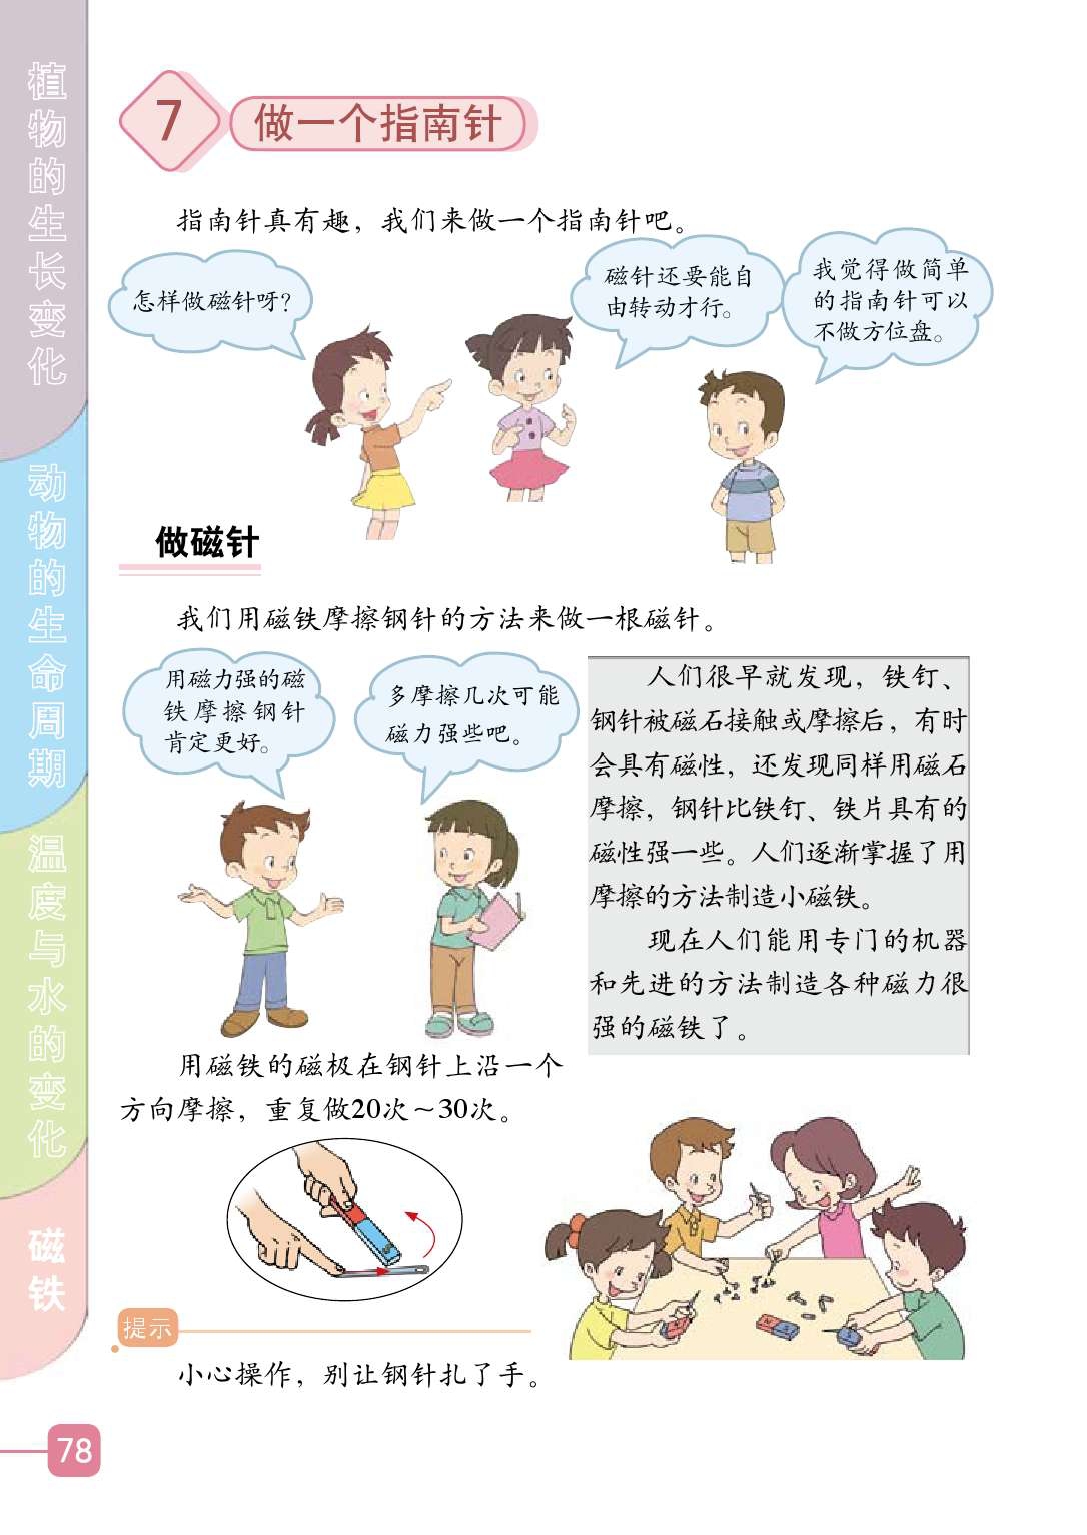 植物的生长变化
动物的生命周期
温度与水的变化
磁铁
7
做一个指南针
指南针真有趣，我们来做一个指南针吧。
怎样做磁针呀？
磁针还要能自
由转动才行。
我觉得做简单
的指南针可以
不做方位盘。
做磁针
我们用磁铁摩擦钢针的方法来做一根磁针。
用磁力强的磁
铁摩擦钢针
肯定更好。
多摩擦几次可能
磁力强些吧。
人们很早就发现，铁钉、
钢针被磁石接触或摩擦后，有时
会具有磁性，还发现同样用磁石
摩擦，钢针比铁钉、铁片具有的
磁性强一些。人们逐渐掌握了用
摩擦的方法制造小磁铁。
现在人们能用专门的机器
和先进的方法制造各种磁力很
强的磁铁了。
用磁铁的磁极在钢针上沿一个
方向摩擦，重复做20次～30次。
提示
小心操作，别让钢针扎了手。
78